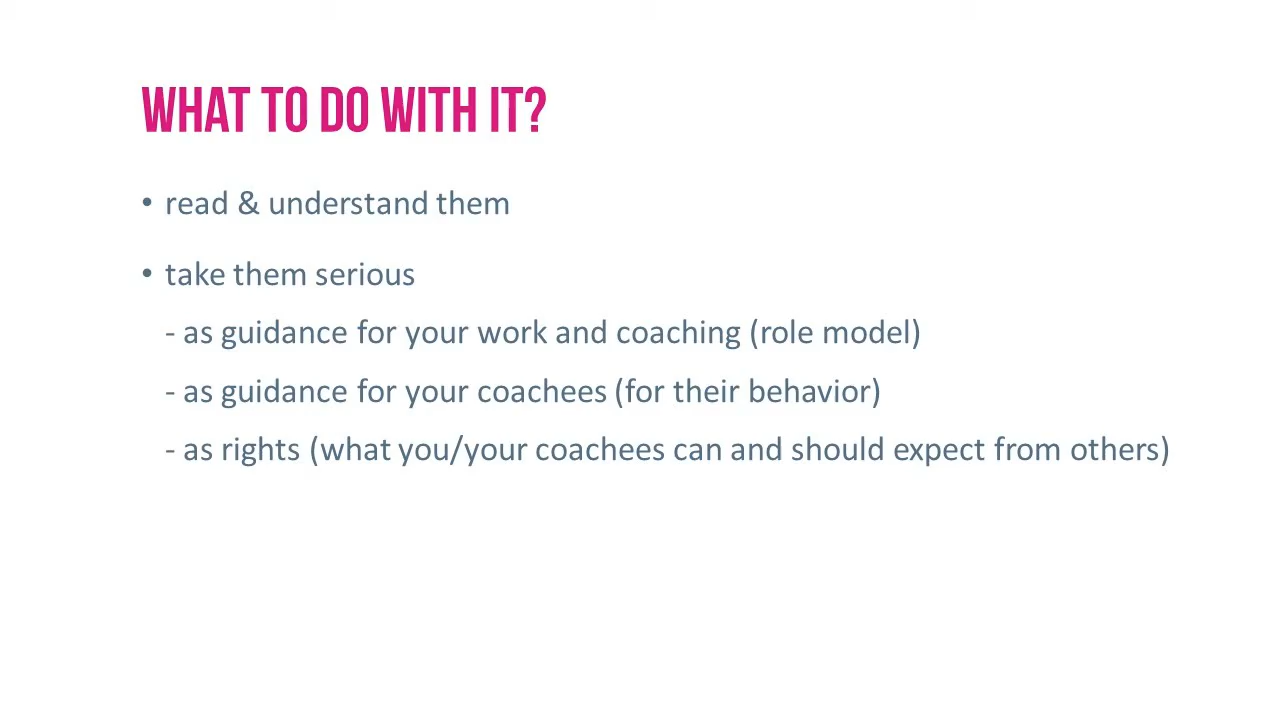 WHAT TO DO WITH IT?
• read & understand them
• take them serious
- as guidance for your work and coaching (role model)
- as guidance for your coachees (for their behavior)
- as rights (what you/your coachees can and should expect from others)